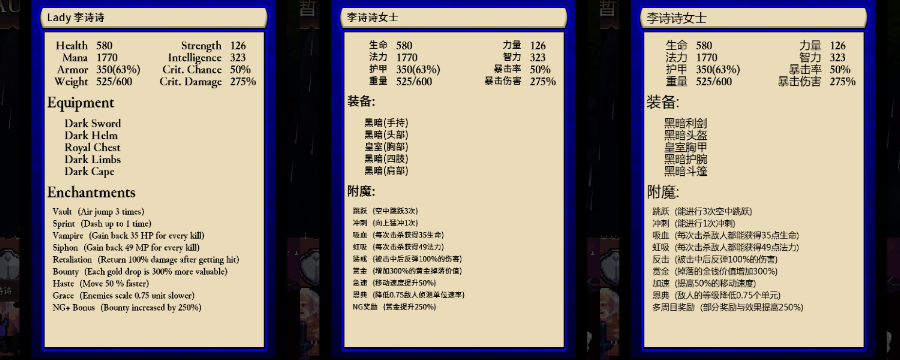 Lady 李诗诗
Health 580 Strength 126
Mana 1770 Intelligence 323
Armor 350(63%) Crit. Chance 50%
Weight 525/600 Crit. Damage 275%
Equipment
Dark Sword
Dark Helm
Royal Chest
Dark Limbs
Dark Cape
Enchantments
Vault (Air jump 3 times)
Sprint (Dash up to 1 time)
Vampire (Gain back 35 HP for every kill)
Siphon (Gain back 49 MP for every kill)
Retaliation (Return 100% damage after getting hit)
Bounty (Each gold drop is 300% more valuable)
Haste (Move 50 % faster)
Grace (Enemies scale 0.75 unit slower)
NG+ Bonus (Bounty increased by 250%)
李诗诗女士
生命 580 力量 126
法力 1770 智力 323
护甲 350(63%) 暴击率 50%
重量 525/600 暴击伤害 275%
装备:
黑暗(手持)
黑暗(头部)
皇室(胸部)
黑暗(四肢)
黑暗(肩部)
附魔:
跳跃 (空中跳跃3次)
冲刺 (向上猛冲1次)
吸血 (每次击杀获得35生命)
虹吸 (每次击杀获得49法力)
惩戒 (被击中后反弹100%的伤害)
赏金 (增加300%的黄金掉落价值)
急速 (移动速度提升50%)
恩典 (降低0.75敌人侦测单位速率)
NG奖励 (赏金提升250%)
李诗诗女士
生命 580 力量 126
法力 1770 智力 323
护甲 350(63%) 暴击率 50%
重量 525/600 暴击伤害 275%
装备:
黑暗利剑
黑暗头盔
皇室胸甲
黑暗护腕
黑暗斗篷
附魔:
跳跃 (能进行3次空中跳跃)
冲刺 (能进行1次冲刺)
吸血 (每次击杀敌人都能获得35点生命)
虹吸 (每次击杀敌人都能获得49点法力)
反击 (被击中后反弹100%的伤害)
赏金 (掉落的金钱价值增加300%)
加速 (提高50%的移动速度)
恩典 (敌人的等级降低0.75个单元)
多周目奖励 (部分奖励与效果提高250%)